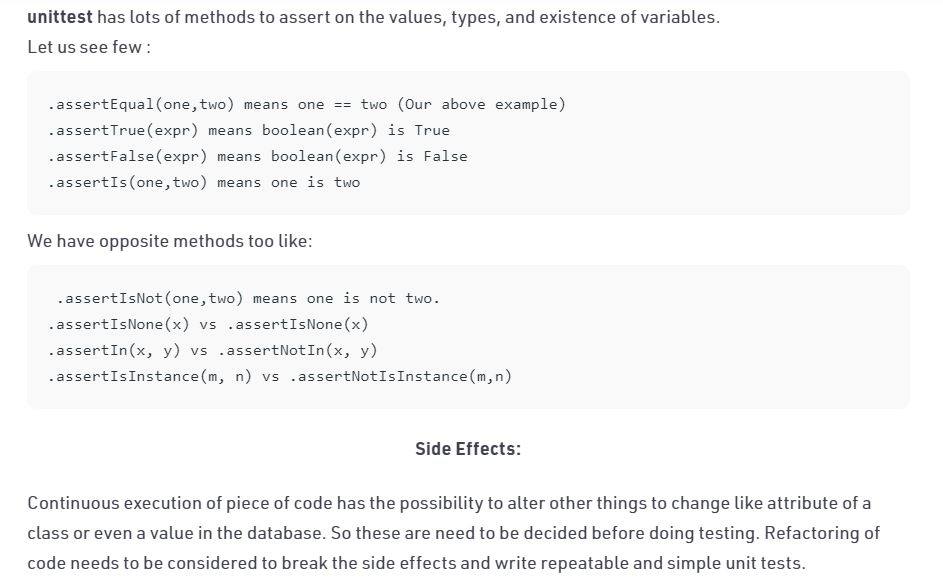 unittest has lots of methods to assert on the values, types, and existence of variables.
Let us see few :
.assertEqual(one,two) means one == two (Our above example)
.assertTrue(expr) means boolean(expr) is True
.assertFalse(expr) means boolean(expr) is False
.assertIs(one,two) means one is two
We have opposite methods too like:
.assertIsNot(one,two) means one is not two.
.assertIsNone(x) vs .assertIsNone(x)
.assertIn(x, y) vs .assertNotIn(x, y)
.assertIsInstance(m, n) vs .assertNotIsInstance(m,n)
Side Effects:
Continuous execution of piece of code has the possibility to alter other things to change like attribute of a
class or even a value in the database. So these are need to be decided before doing testing. Refactoring of
code needs to be considered to break the side effects and write repeatable and simple unit tests.